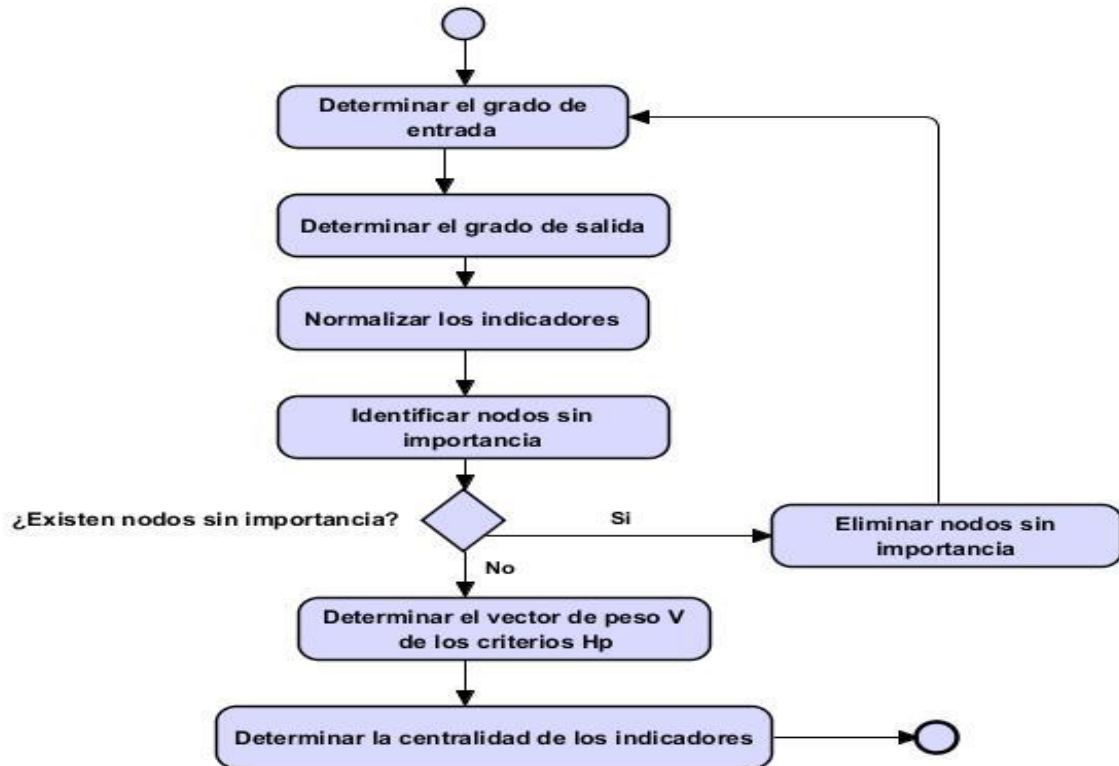 Determinar el grado de
entrada
Determinar el grado de salida
Normalizar los indicadores
Identificar nodos sin
importancia
¿Existen nodos sin importancia?
Si
Eliminar nodos sin
importancia
No
Determinar el vector de peso V
de los criterios Hp
Determinar la centralidad de los indicadores